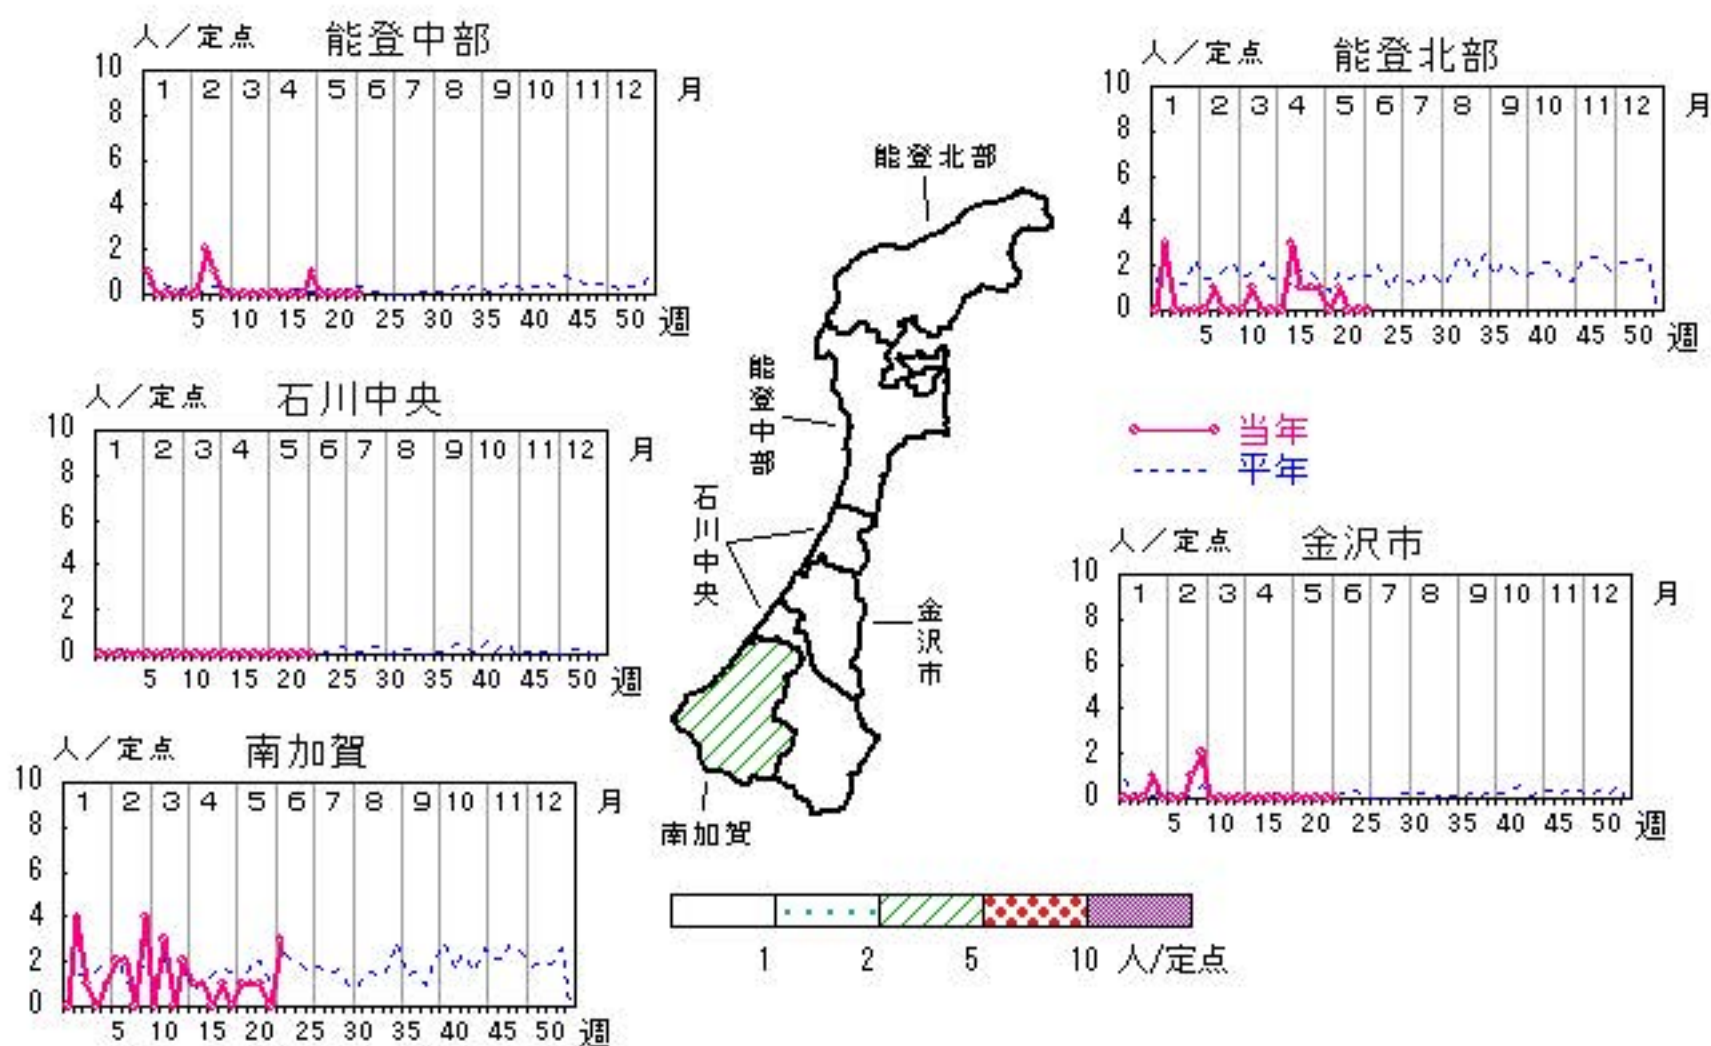 人／定点 能登中部
10 8 6 4 2 0
1 2 3 4 5 6 7 8 9 10 11 12 月
5 10 15 20 25 30 35 40 45 50 週
人／定点 能登北部
10 8 6 4 2 0
1 2 3 4 5 6 7 8 9 10 11 12 月
5 10 15 20 25 30 35 40 45 50 週
能登北部
能登中部
石川中央
金沢市
南加賀
人／定点 石川中央
10 8 6 4 2 0
1 2 3 4 5 6 7 8 9 10 11 12 月
5 10 15 20 25 30 35 40 45 50 週
当年
平年
人／定点 金沢市
10 8 6 4 2 0
1 2 3 4 5 6 7 8 9 10 11 12 月
5 10 15 20 25 30 35 40 45 50 週
人／定点 南加賀
10 8 6 4 2 0
1 2 3 4 5 6 7 8 9 10 11 12 月
5 10 15 20 25 30 35 40 45 50 週
1 2 5 10 人/定点